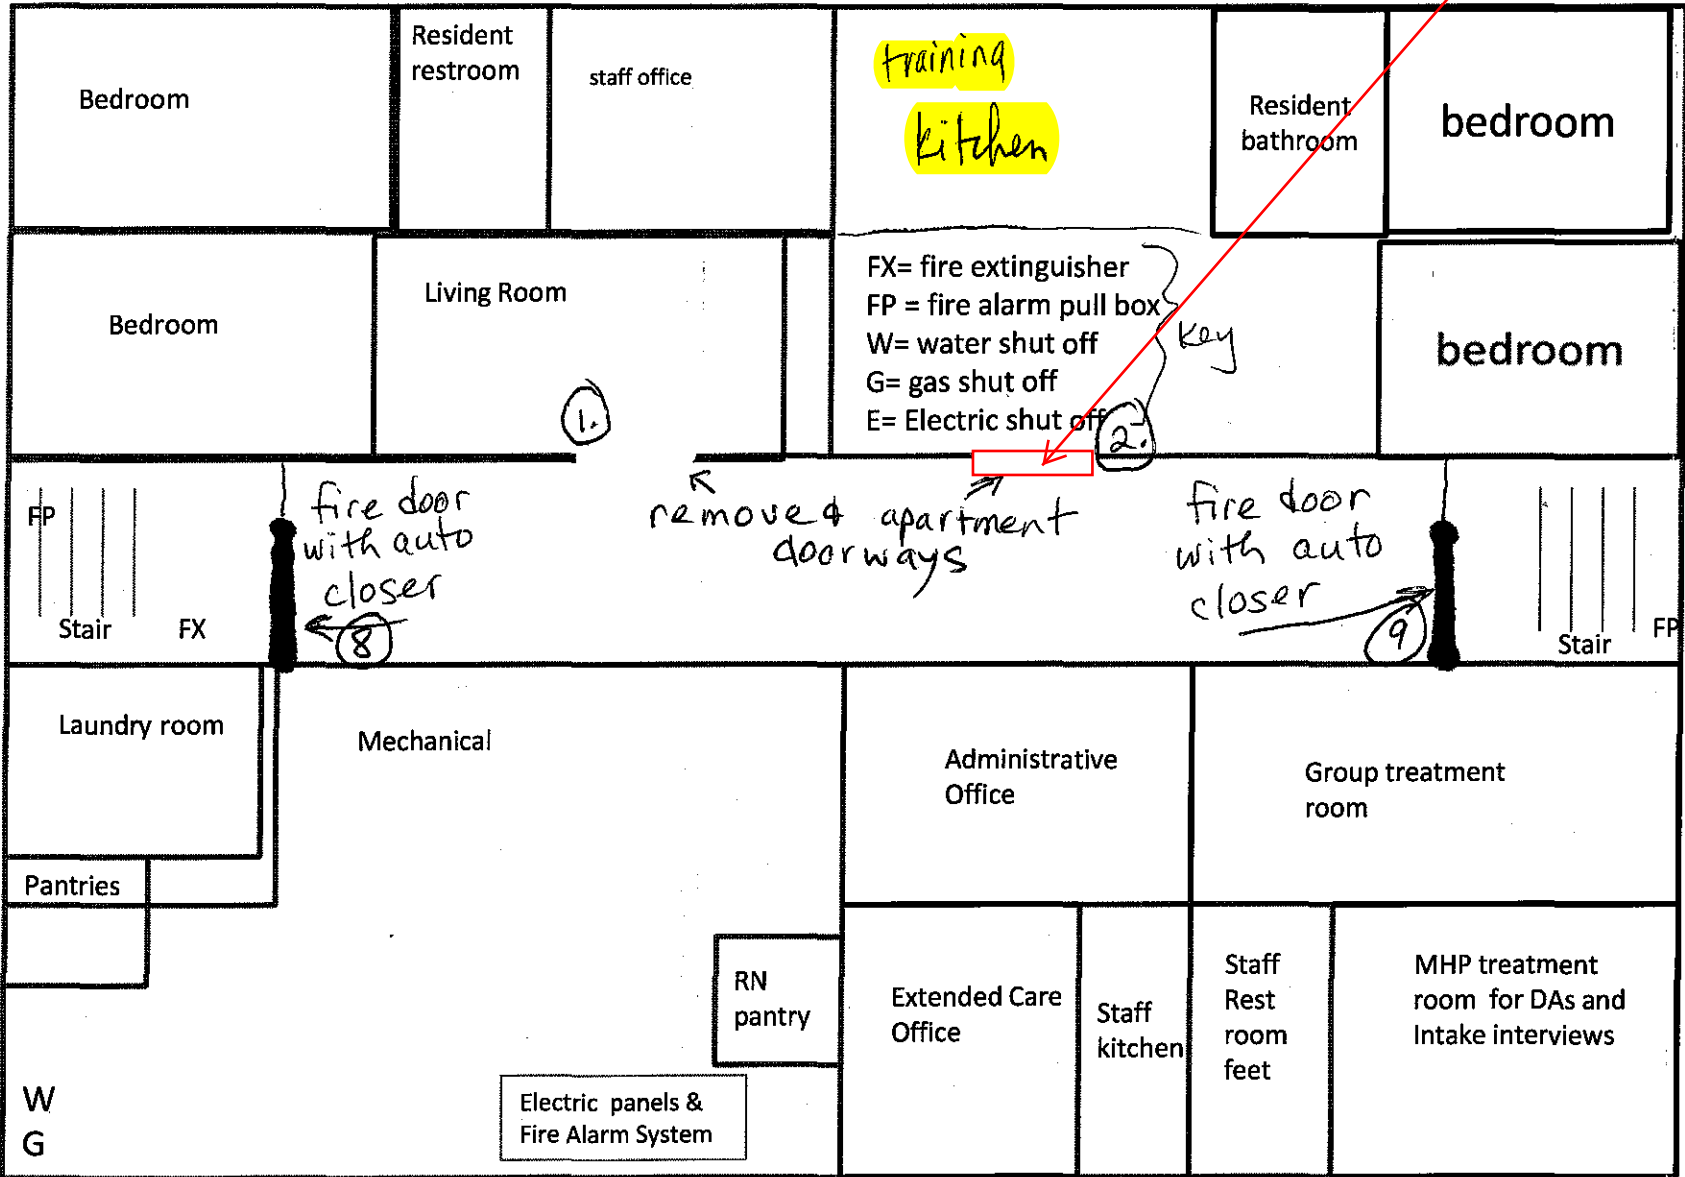 Bedroom
Resident
restroom
staff office
training
kitchen
Resident
bathroom
bedroom
Bedroom
Living Room
FX= fire extinguisher
FP = fire alarm pull box
W= water shut off
G= gas shut off
E= Electric shut off
Key
bedroom
1.
2.
FP
Stair
FX
fire door
with auto
closer
8
removed apartment
doorways
fire door
with auto
closer
9
Stair
FP
Laundry room
Mechanical
Administrative
Office
Group treatment
room
Pantries
RN
pantry
Extended Care
Office
Staff
kitchen
Staff
Rest
room
feet
MHP treatment
room for DAs and
Intake interviews
W
G
Electric panels &
Fire Alarm System